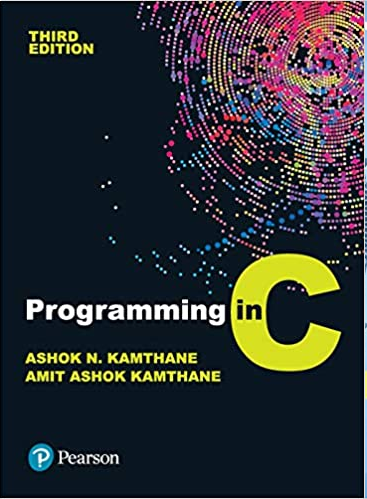 THIRD
EDITION
Programming in C
ASHOK N. KAMTHANE
AMIT ASHOK KAMTHANE
Pearson